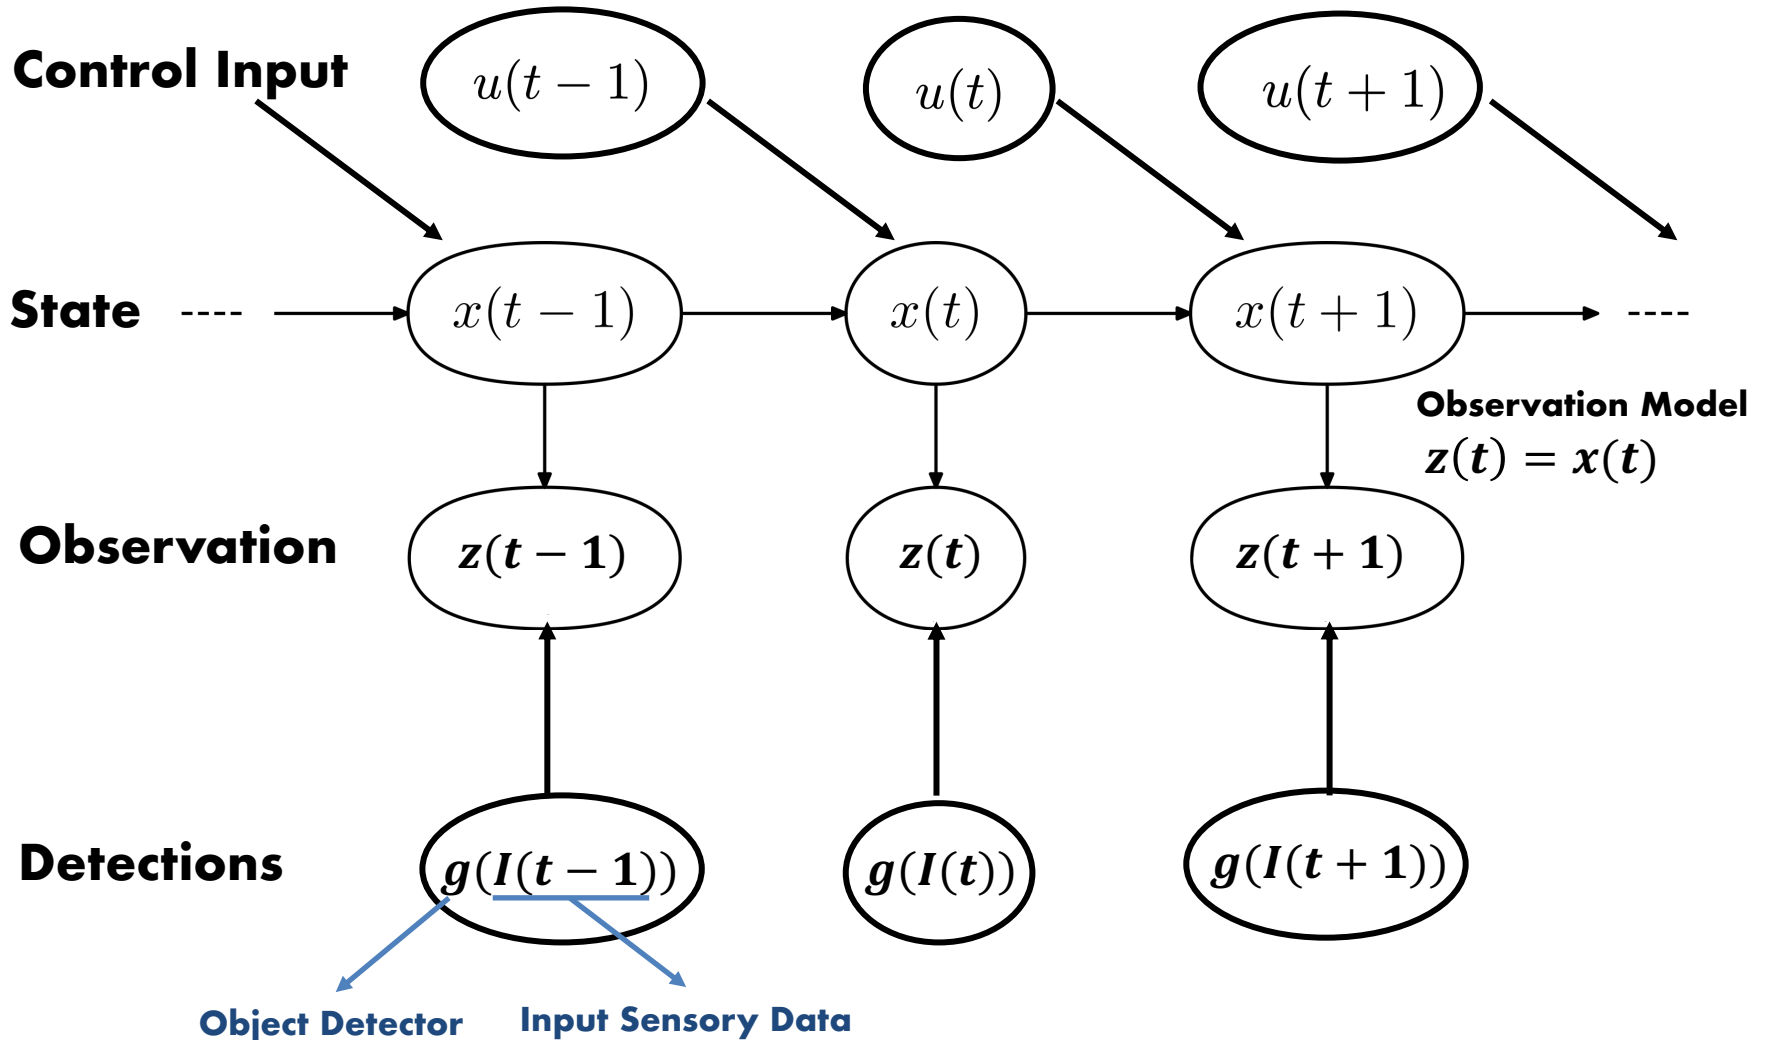 Control Input u(t − 1) u(t) u(t + 1)
State ---- x(t − 1) x(t) x(t + 1) ----
Observation Model
z(t) = x(t)
Observation z(t − 1) z(t) z(t + 1)
Detections g(I(t − 1)) g(I(t)) g(I(t + 1))
Object Detector Input Sensory Data